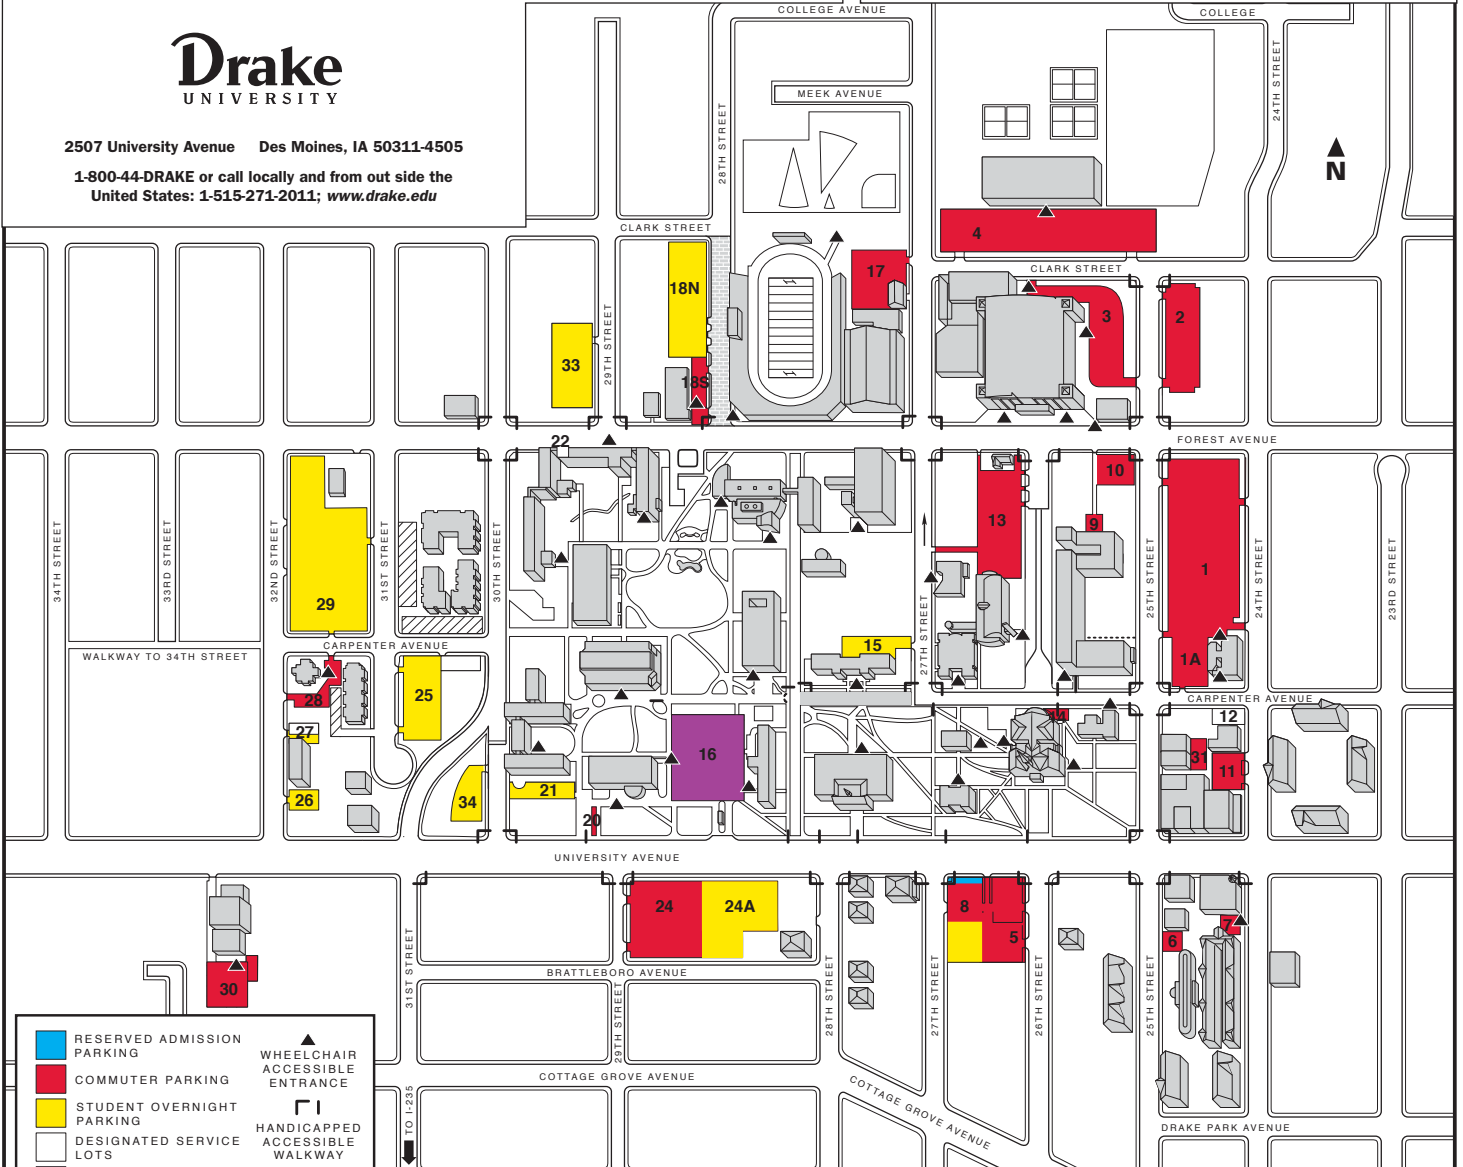 COLLEGE AVENUE
COLLEGE
Drake
UNIVERSITY
2507 University Avenue Des Moines, IA 50311-4505
1-800-44-DRAKE or call locally and from out side the
United States: 1-515-271-2011; www.drake.edu
MEEK AVENUE
28TH STREET
24TH STREET
N
CLARK STREET
4
CLARK STREET
17
18N
3
2
29TH STREET
33
18S
22
FOREST AVENUE
10
13
9
34TH STREET
33RD STREET
32ND STREET
31ST STREET
30TH STREET
29
27TH STREET
25TH STREET
1
24TH STREET
23RD STREET
CARPENTER AVENUE
WALKWAY TO 34TH STREET
15
1A
28
25
CARPENTER AVENUE
14
12
27
16
31
11
26
34
21
20
UNIVERSITY AVENUE
24
24A
8
5
7
6
30
31ST STREET
BRATTLEBORO AVENUE
29TH STREET
28TH STREET
27TH STREET
26TH STREET
25TH STREET
COTTAGE GROVE AVENUE
COTTAGE GROVE AVENUE
DRAKE PARK AVENUE
TO I-235
RESERVED ADMISSION
PARKING
COMMUTER PARKING
STUDENT OVERNIGHT
PARKING
DESIGNATED SERVICE
LOTS
WHEELCHAIR
ACCESSIBLE
ENTRANCE
HANDICAPPED
ACCESSIBLE
WALKWAY